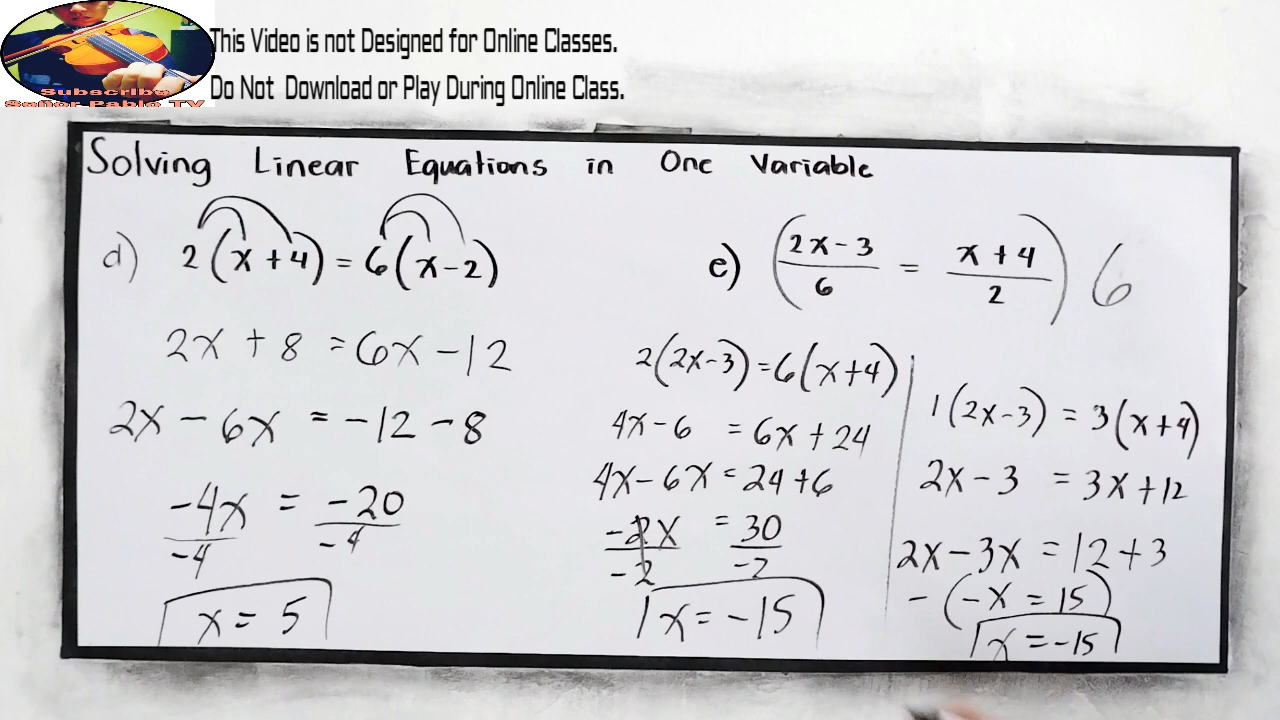 This Video is not Designed for Online Classes.
Do Not Download or Play During Online Class.
Subscribe
Señor Pablo TV
Solving Linear Equations in One Variable
d) 2(x+4) = 6(x-2)
2x + 8 = 6x - 12
2x - 6x = -12 - 8
-4x/-4 = -20/-4
x = 5
e) ((2x-3)/6 = (x+4)/2) 6
2(2x-3) = 6(x+4)
4x-6 = 6x+24
4x-6x = 24+6
-2x/-2 = 30/-2
x = -15
1(2x-3) = 3(x+4)
2x-3 = 3x+12
2x-3x = 12+3
-(-x = 15)
x = -15